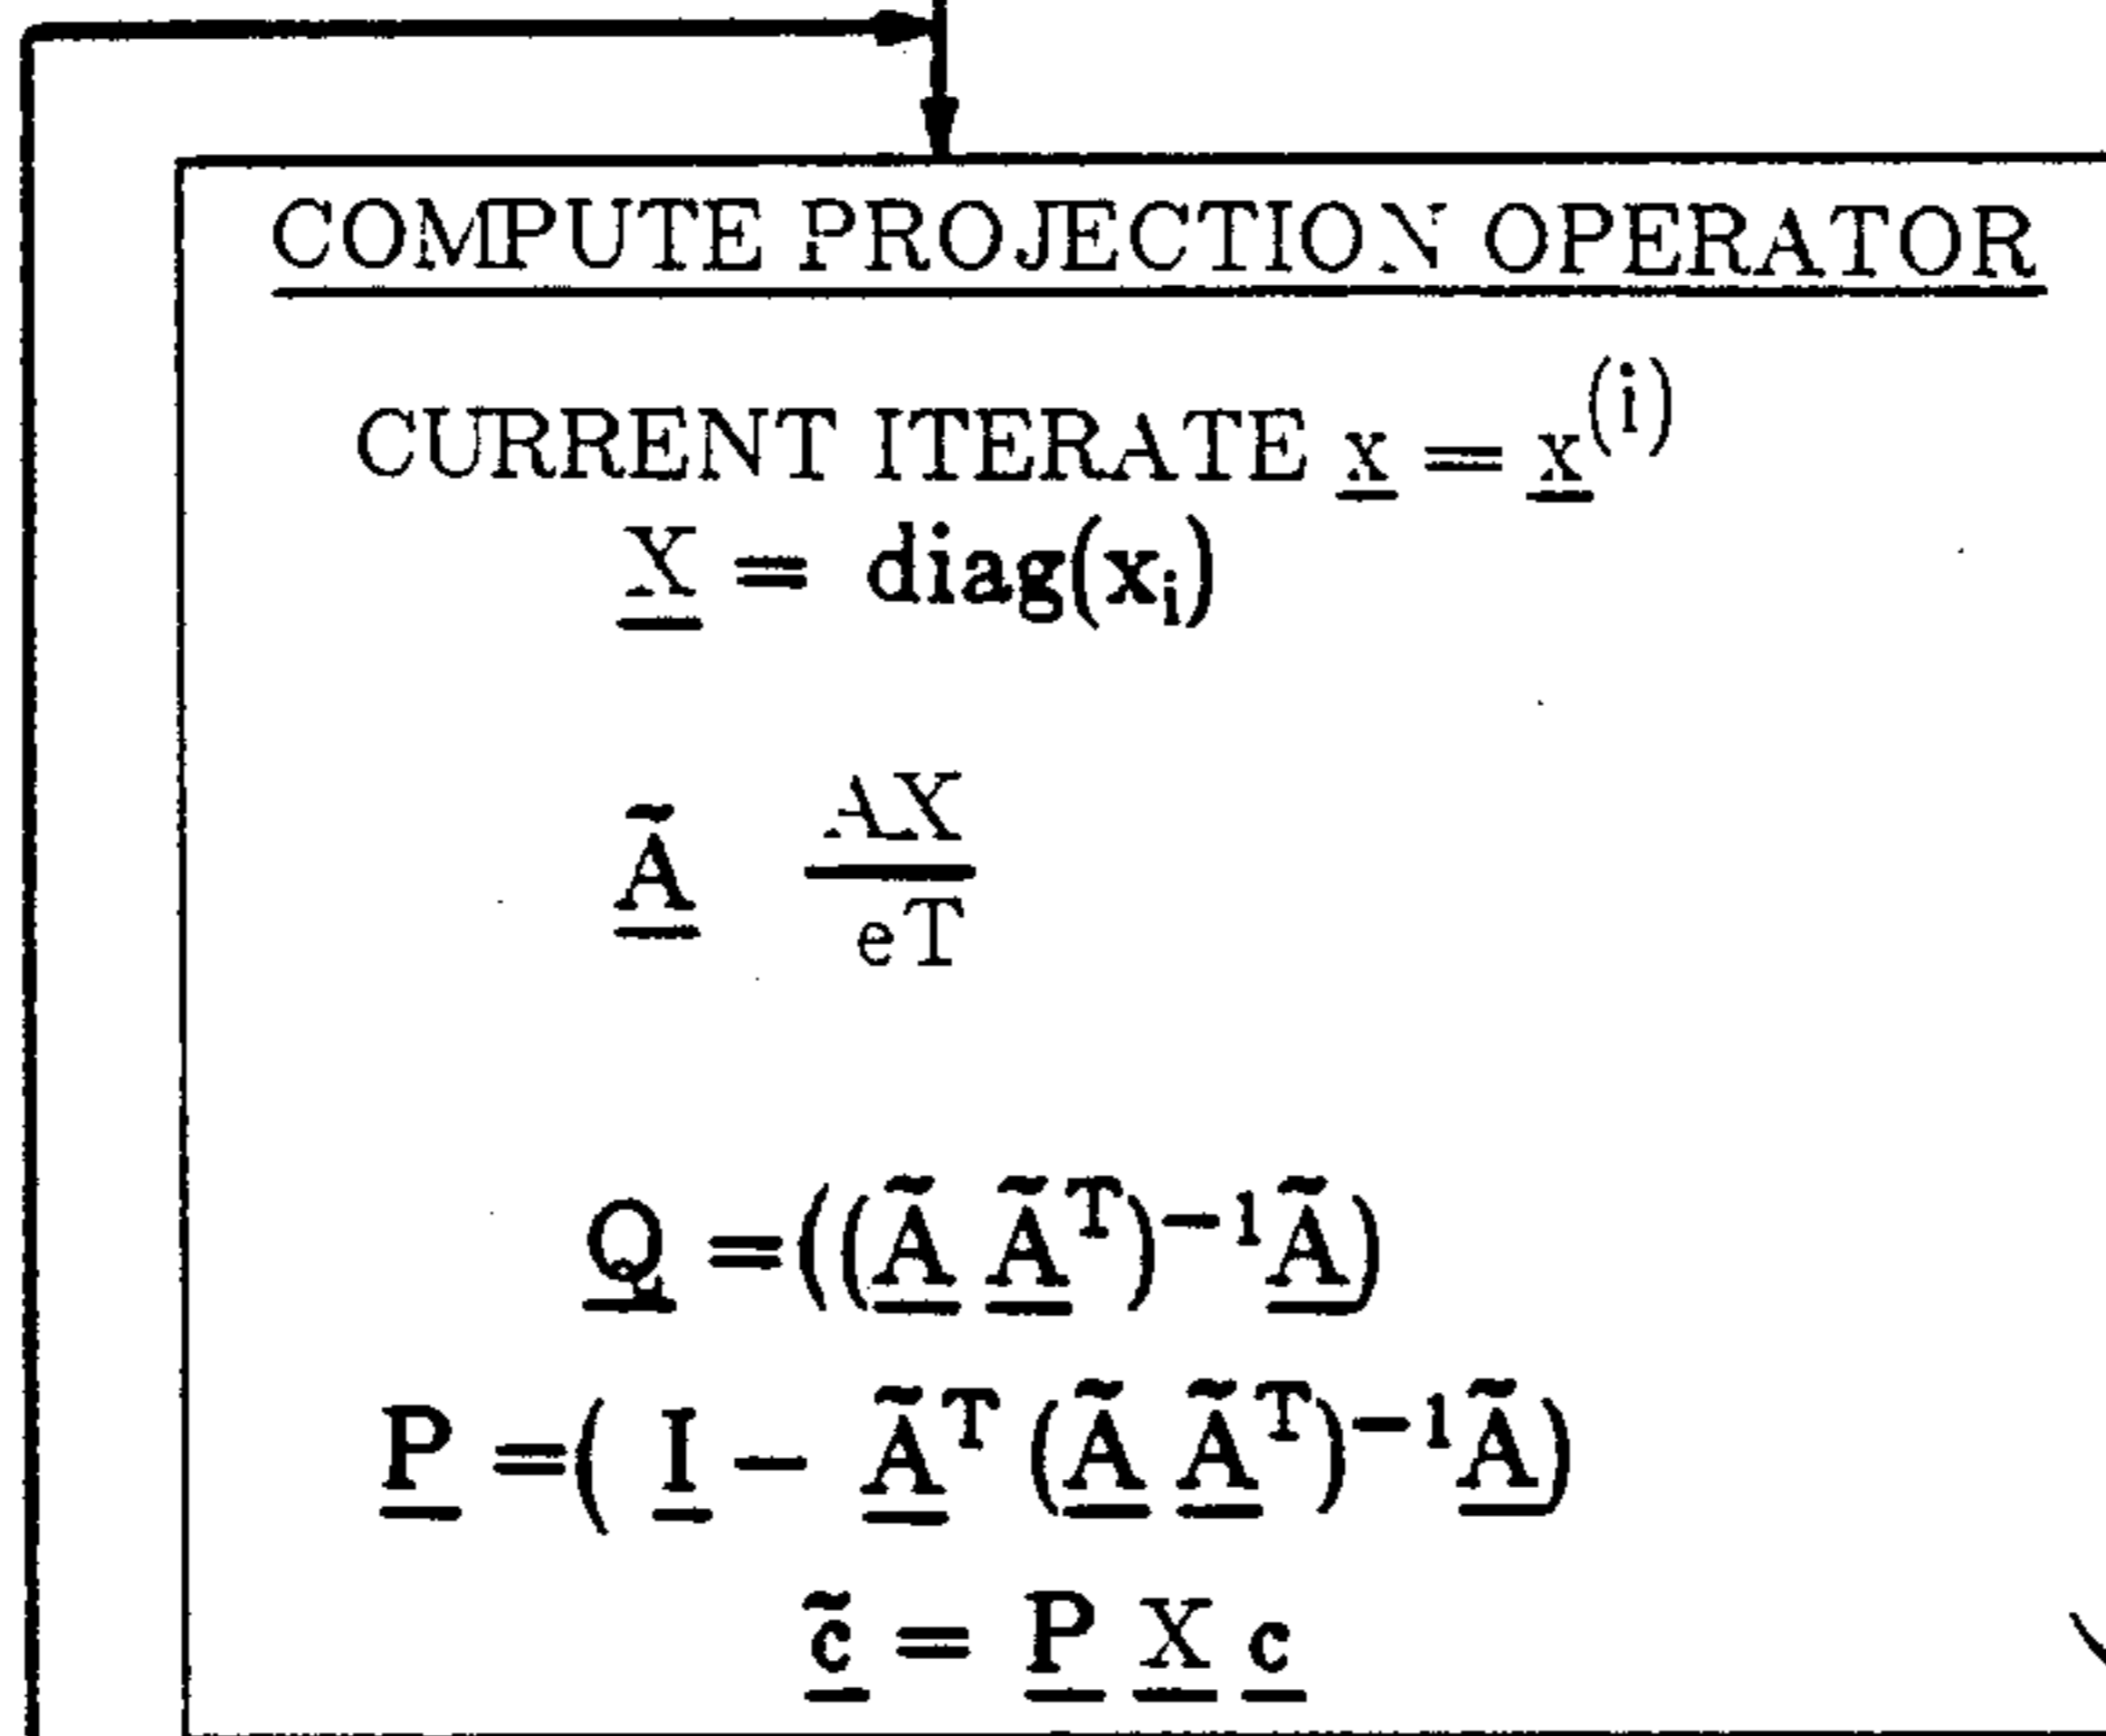 COMPUTE PROJECTION OPERATOR
CURRENT ITERATE x = x^(i)
X = diag(x_i)
Ã AX
eT
Q =((Ã Ã^T)^−1 Ã)
P =( I − Ã^T (Ã Ã^T)^−1 Ã)
c̃ = P X c